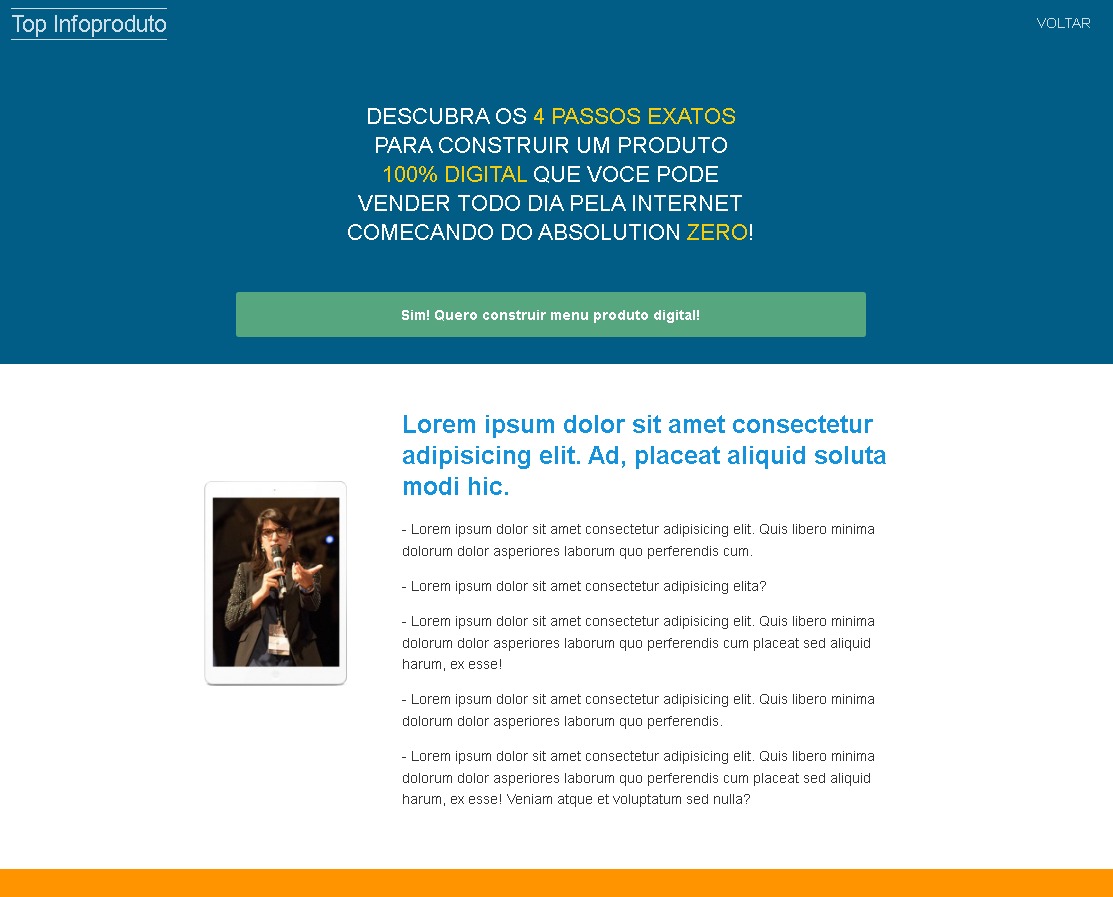 Top Infoproduto
VOLTAR
DESCUBRA OS 4 PASSOS EXATOS
PARA CONSTRUIR UM PRODUTO
100% DIGITAL QUE VOCE PODE
VENDER TODO DIA PELA INTERNET
COMECANDO DO ABSOLUTION ZERO!
Sim! Quero construir menu produto digital!
Lorem ipsum dolor sit amet consectetur
adipisicing elit. Ad, placeat aliquid soluta
modi hic.
- Lorem ipsum dolor sit amet consectetur adipisicing elit. Quis libero minima
dolorum dolor asperiores laborum quo perferendis cum.
- Lorem ipsum dolor sit amet consectetur adipisicing elita?
- Lorem ipsum dolor sit amet consectetur adipisicing elit. Quis libero minima
dolorum dolor asperiores laborum quo perferendis cum placeat sed aliquid
harum, ex esse!
- Lorem ipsum dolor sit amet consectetur adipisicing elit. Quis libero minima
dolorum dolor asperiores laborum quo perferendis.
- Lorem ipsum dolor sit amet consectetur adipisicing elit. Quis libero minima
dolorum dolor asperiores laborum quo perferendis cum placeat sed aliquid
harum, ex esse! Veniam atque et voluptatum sed nulla?